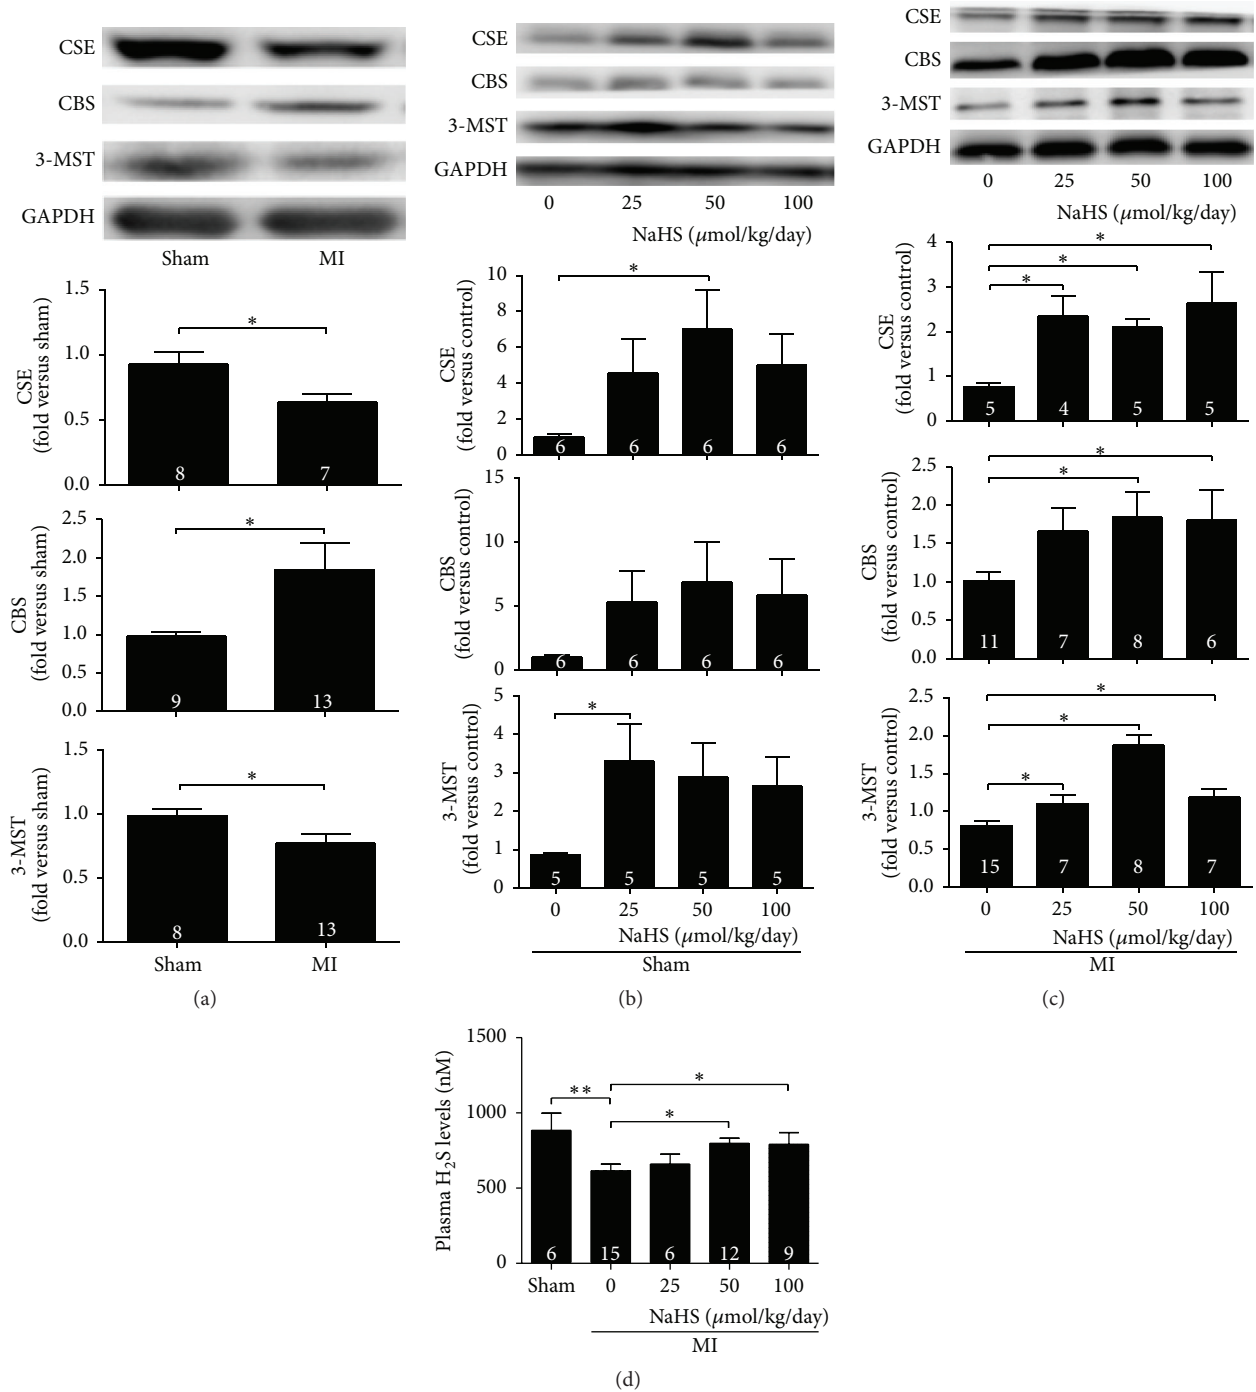 CSE
CBS
3-MST
GAPDH
Sham MI
1.5
1.0
0.5
0.0
CSE
(fold versus sham)
*
8 7
2.5
2.0
1.5
1.0
0.5
0.0
CBS
(fold versus sham)
*
9 13
1.5
1.0
0.5
0.0
3-MST
(fold versus sham)
*
8 13
Sham MI
(a)
CSE
CBS
3-MST
GAPDH
0 25 50 100
NaHS (μmol/kg/day)
10
8
6
4
2
0
CSE
(fold versus control)
*
6 6 6 6
15
10
5
0
CBS
(fold versus control)
6 6 6 6
5
4
3
2
1
0
3-MST
(fold versus control)
*
5 5 5 5
0 25 50 100
NaHS (μmol/kg/day)
Sham
(b)
CSE
CBS
3-MST
GAPDH
0 25 50 100
NaHS (μmol/kg/day)
4
3
2
1
0
CSE
(fold versus control)
*
*
*
5 4 5 5
2.5
2.0
1.5
1.0
0.5
0.0
CBS
(fold versus control)
*
*
11 7 8 6
2.5
2.0
1.5
1.0
0.5
0.0
3-MST
(fold versus control)
*
*
*
15 7 8 7
0 25 50 100
NaHS (μmol/kg/day)
MI
(c)
1500
1000
500
0
Plasma H₂S levels (nM)
**
*
*
6 15 6 12 9
Sham 0 25 50 100
NaHS (μmol/kg/day)
MI
(d)